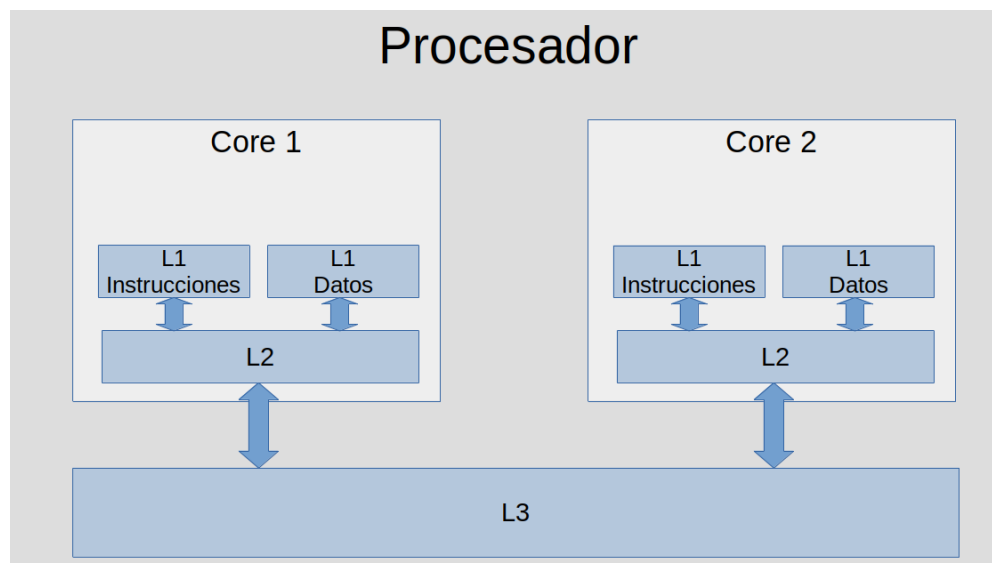 Procesador
Core 1
Core 2
L1
Instrucciones
L1
Datos
L1
Instrucciones
L1
Datos
L2
L2
L3